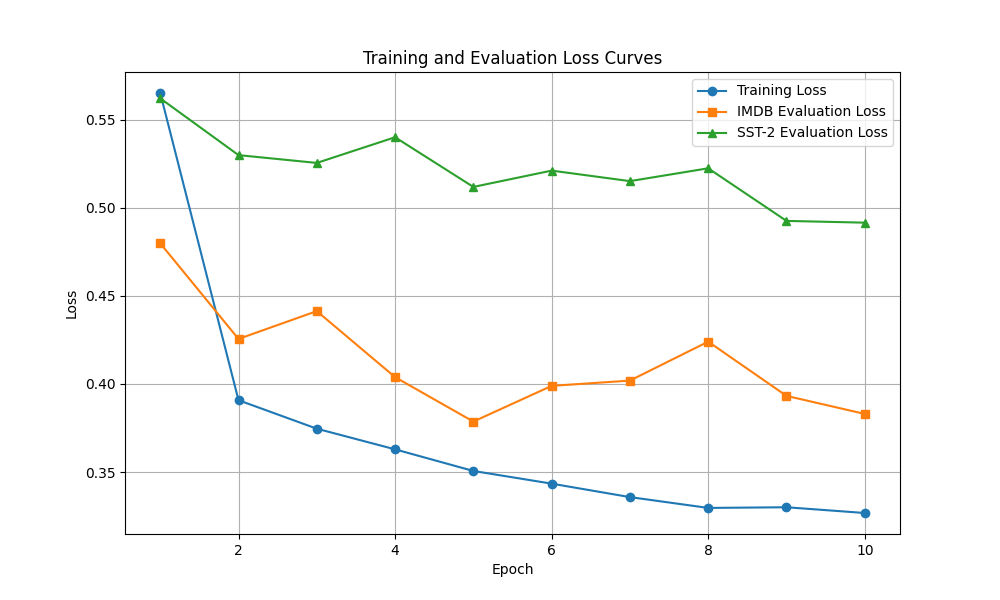 Training and Evaluation Loss Curves
Training Loss
IMDB Evaluation Loss
SST-2 Evaluation Loss
0.55
0.50
0.45
0.40
0.35
Loss
2 4 6 8 10
Epoch